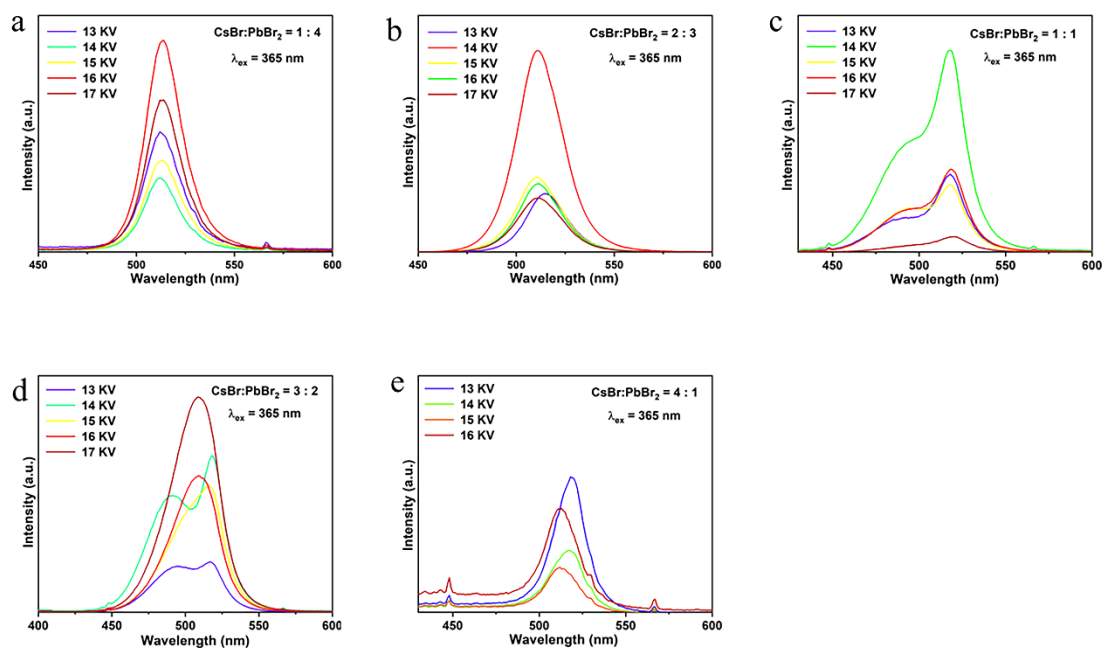 a
13 KV
14 KV
15 KV
16 KV
17 KV
CsBr:PbBr₂ = 1 : 4
λex = 365 nm
Intensity (a.u.)
450 500 550 600
Wavelength (nm)
b
13 KV
14 KV
15 KV
16 KV
17 KV
CsBr:PbBr₂ = 2 : 3
λex = 365 nm
Intensity (a.u.)
450 500 550 600
Wavelength (nm)
c
13 KV
14 KV
15 KV
16 KV
17 KV
CsBr:PbBr₂ = 1 : 1
λex = 365 nm
Intensity (a.u.)
450 500 550 600
Wavelength (nm)
d
13 KV
14 KV
15 KV
16 KV
17 KV
CsBr:PbBr₂ = 3 : 2
λex = 365 nm
Intensity (a.u.)
400 450 500 550 600
Wavelength (nm)
e
13 KV
14 KV
15 KV
16 KV
CsBr:PbBr₂ = 4 : 1
λex = 365 nm
Intensity (a.u.)
450 500 550 600
Wavelength (nm)